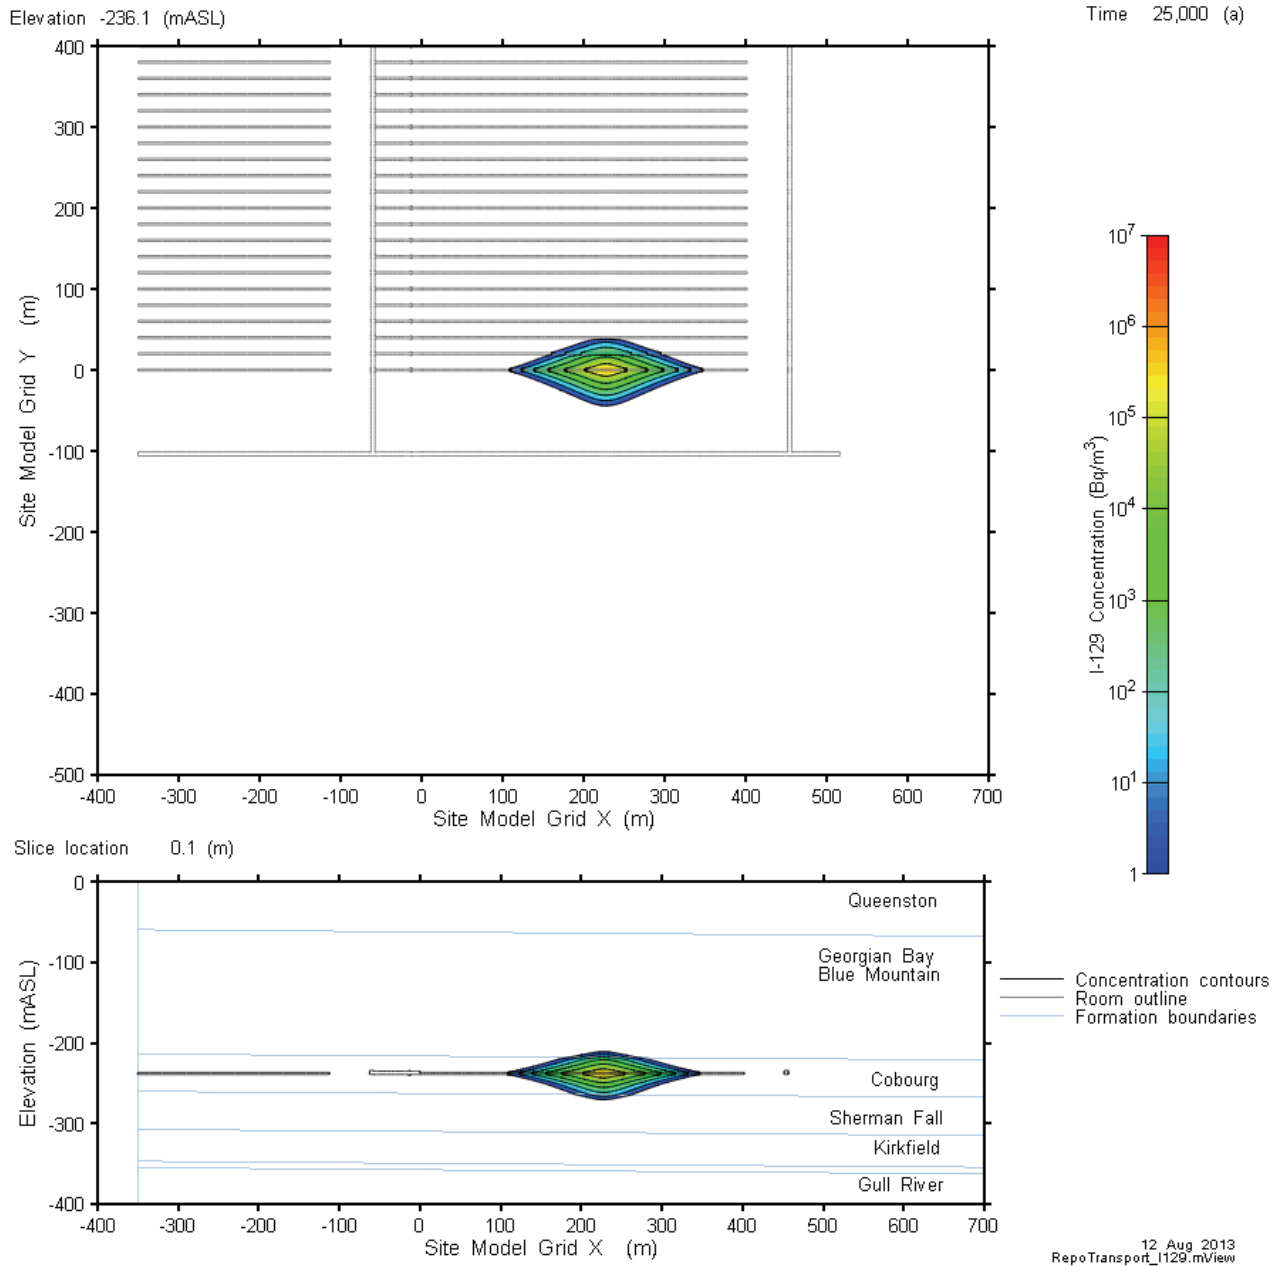 Elevation -236.1 (mASL)
Time 25,000 (a)
400
300
200
100
0
-100
-200
-300
-400
-500
Site Model Grid Y (m)
-400 -300 -200 -100 0 100 200 300 400 500 600 700
Site Model Grid X (m)
10^7
10^6
10^5
10^4
10^3
10^2
10^1
1
I-129 Concentration (Bq/m³)
Slice location 0.1 (m)
0
-100
-200
-300
-400
Elevation (mASL)
Queenston
Georgian Bay
Blue Mountain
Cobourg
Sherman Fall
Kirkfield
Gull River
-400 -300 -200 -100 0 100 200 300 400 500 600 700
Site Model Grid X (m)
Concentration contours
Room outline
Formation boundaries
12 Aug 2013
RepoTransport_I129.mView